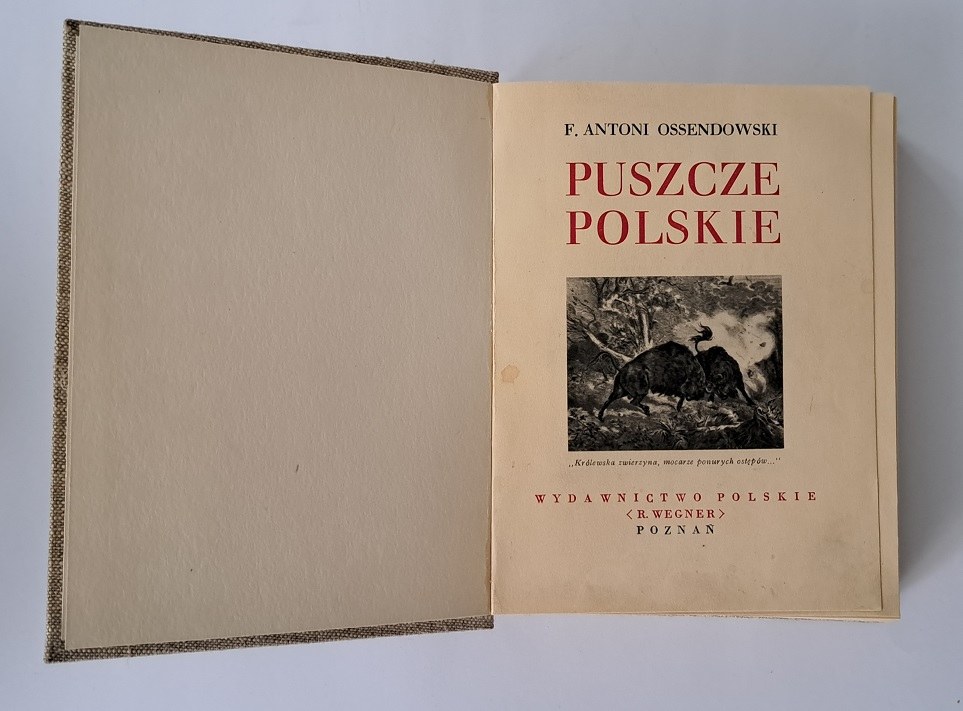 F. ANTONI OSSENDOWSKI
PUSZCZE
POLSKIE
„Królewska zwierzyna, mocarze ponurych ostępów..."
WYDAWNICTWO POLSKIE
<R. WEGNER>
POZNAŃ